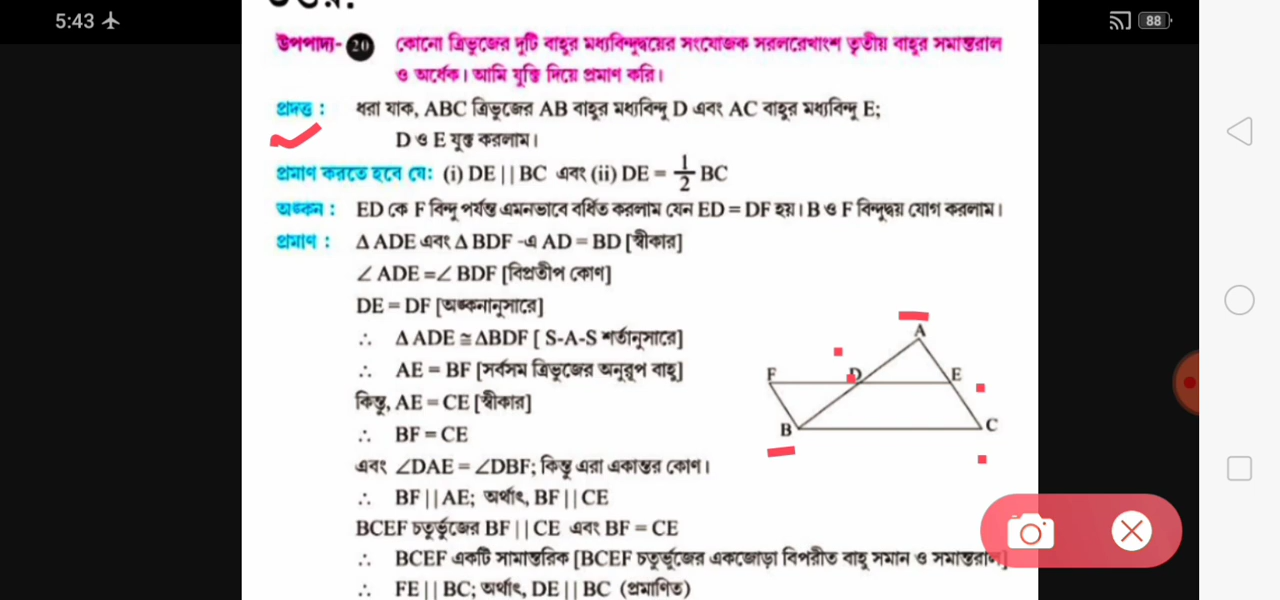 5:43
88
উপপাদ্য- 20 কোনো ত্রিভুজের দুটি বাহুর মধ্যবিন্দুদ্বয়ের সংযোজক সরলরেখাংশ তৃতীয় বাহুর সমান্তরাল
ও অর্ধেক। আমি যুক্তি দিয়ে প্রমাণ করি।
প্রদত্ত : ধরা যাক, ABC ত্রিভুজের AB বাহুর মধ্যবিন্দু D এবং AC বাহুর মধ্যবিন্দু E;
D ও E যুক্ত করলাম।
প্রমাণ করতে হবে যে: (i) DE || BC এবং (ii) DE = 1/2 BC
অঙ্কন : ED কে F বিন্দু পর্যন্ত এমনভাবে বর্ধিত করলাম যেন ED = DF হয়। B ও F বিন্দুদ্বয় যোগ করলাম।
প্রমাণ : Δ ADE এবং Δ BDF -এ AD = BD [স্বীকার]
∠ ADE =∠ BDF [বিপ্রতীপ কোণ]
DE = DF [অঙ্কনানুসারে]
∴ Δ ADE ≅ ΔBDF [ S-A-S শর্তানুসারে]
∴ AE = BF [সর্বসম ত্রিভুজের অনুরূপ বাহু]
কিন্তু, AE = CE [স্বীকার]
∴ BF = CE
এবং ∠DAE = ∠DBF; কিন্তু এরা একান্তর কোণ।
∴ BF || AE; অর্থাৎ, BF || CE
BCEF চতুর্ভুজের BF || CE এবং BF = CE
∴ BCEF একটি সামান্তরিক [BCEF চতুর্ভুজের একজোড়া বিপরীত বাহু সমান ও সমান্তরাল]
∴ FE || BC; অর্থাৎ, DE || BC (প্রমাণিত)
A
F D E
B C